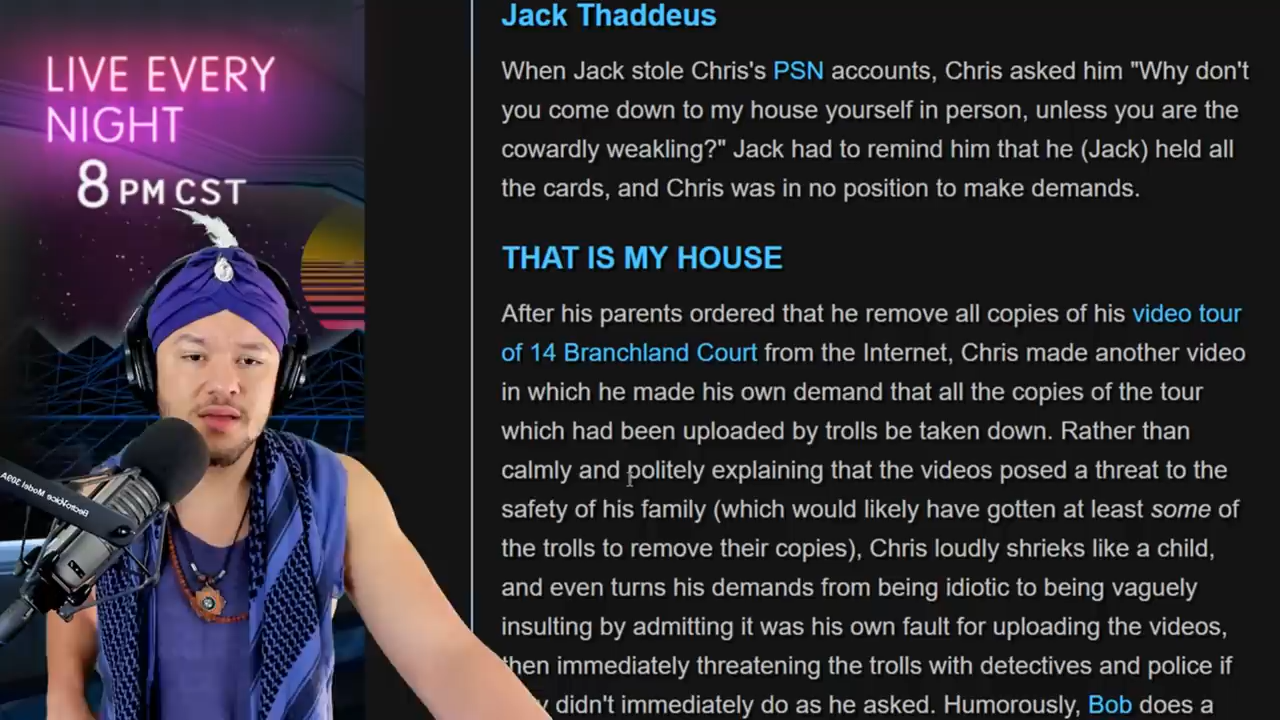 LIVE EVERY
NIGHT
8 PM CST
Jack Thaddeus
When Jack stole Chris's PSN accounts, Chris asked him "Why don't
you come down to my house yourself in person, unless you are the
cowardly weakling?" Jack had to remind him that he (Jack) held all
the cards, and Chris was in no position to make demands.
THAT IS MY HOUSE
After his parents ordered that he remove all copies of his video tour
of 14 Branchland Court from the Internet, Chris made another video
in which he made his own demand that all the copies of the tour
which had been uploaded by trolls be taken down. Rather than
calmly and politely explaining that the videos posed a threat to the
safety of his family (which would likely have gotten at least some of
the trolls to remove their copies), Chris loudly shrieks like a child,
and even turns his demands from being idiotic to being vaguely
insulting by admitting it was his own fault for uploading the videos,
then immediately threatening the trolls with detectives and police if
didn't immediately do as he asked. Humorously, Bob does a